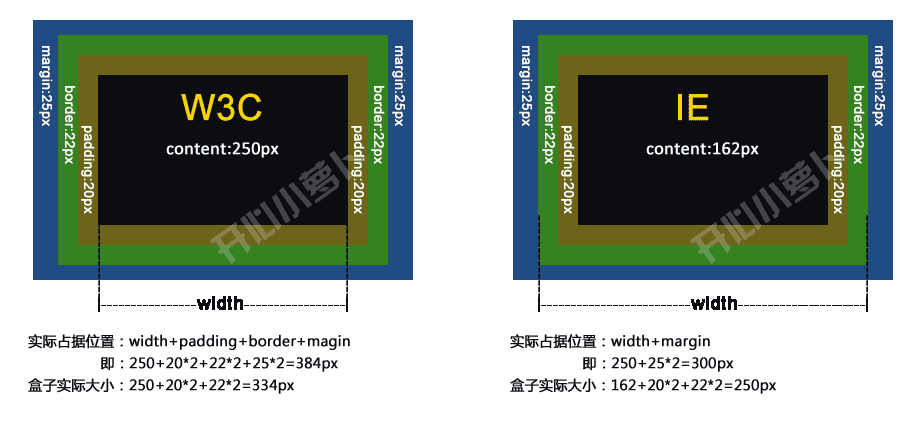 W3C
content:250px
margin:25px
border:22px
padding:20px
padding:20px
border:22px
margin:25px
开心小萝卜
width
实际占据位置：width+padding+border+magin
即：250+20*2+22*2+25*2=384px
盒子实际大小：250+20*2+22*2=334px
IE
content:162px
margin:25px
border:22px
padding:20px
padding:20px
border:22px
margin:25px
开心小萝卜
width
实际占据位置：width+margin
即：250+25*2=300px
盒子实际大小：162+20*2+22*2=250px